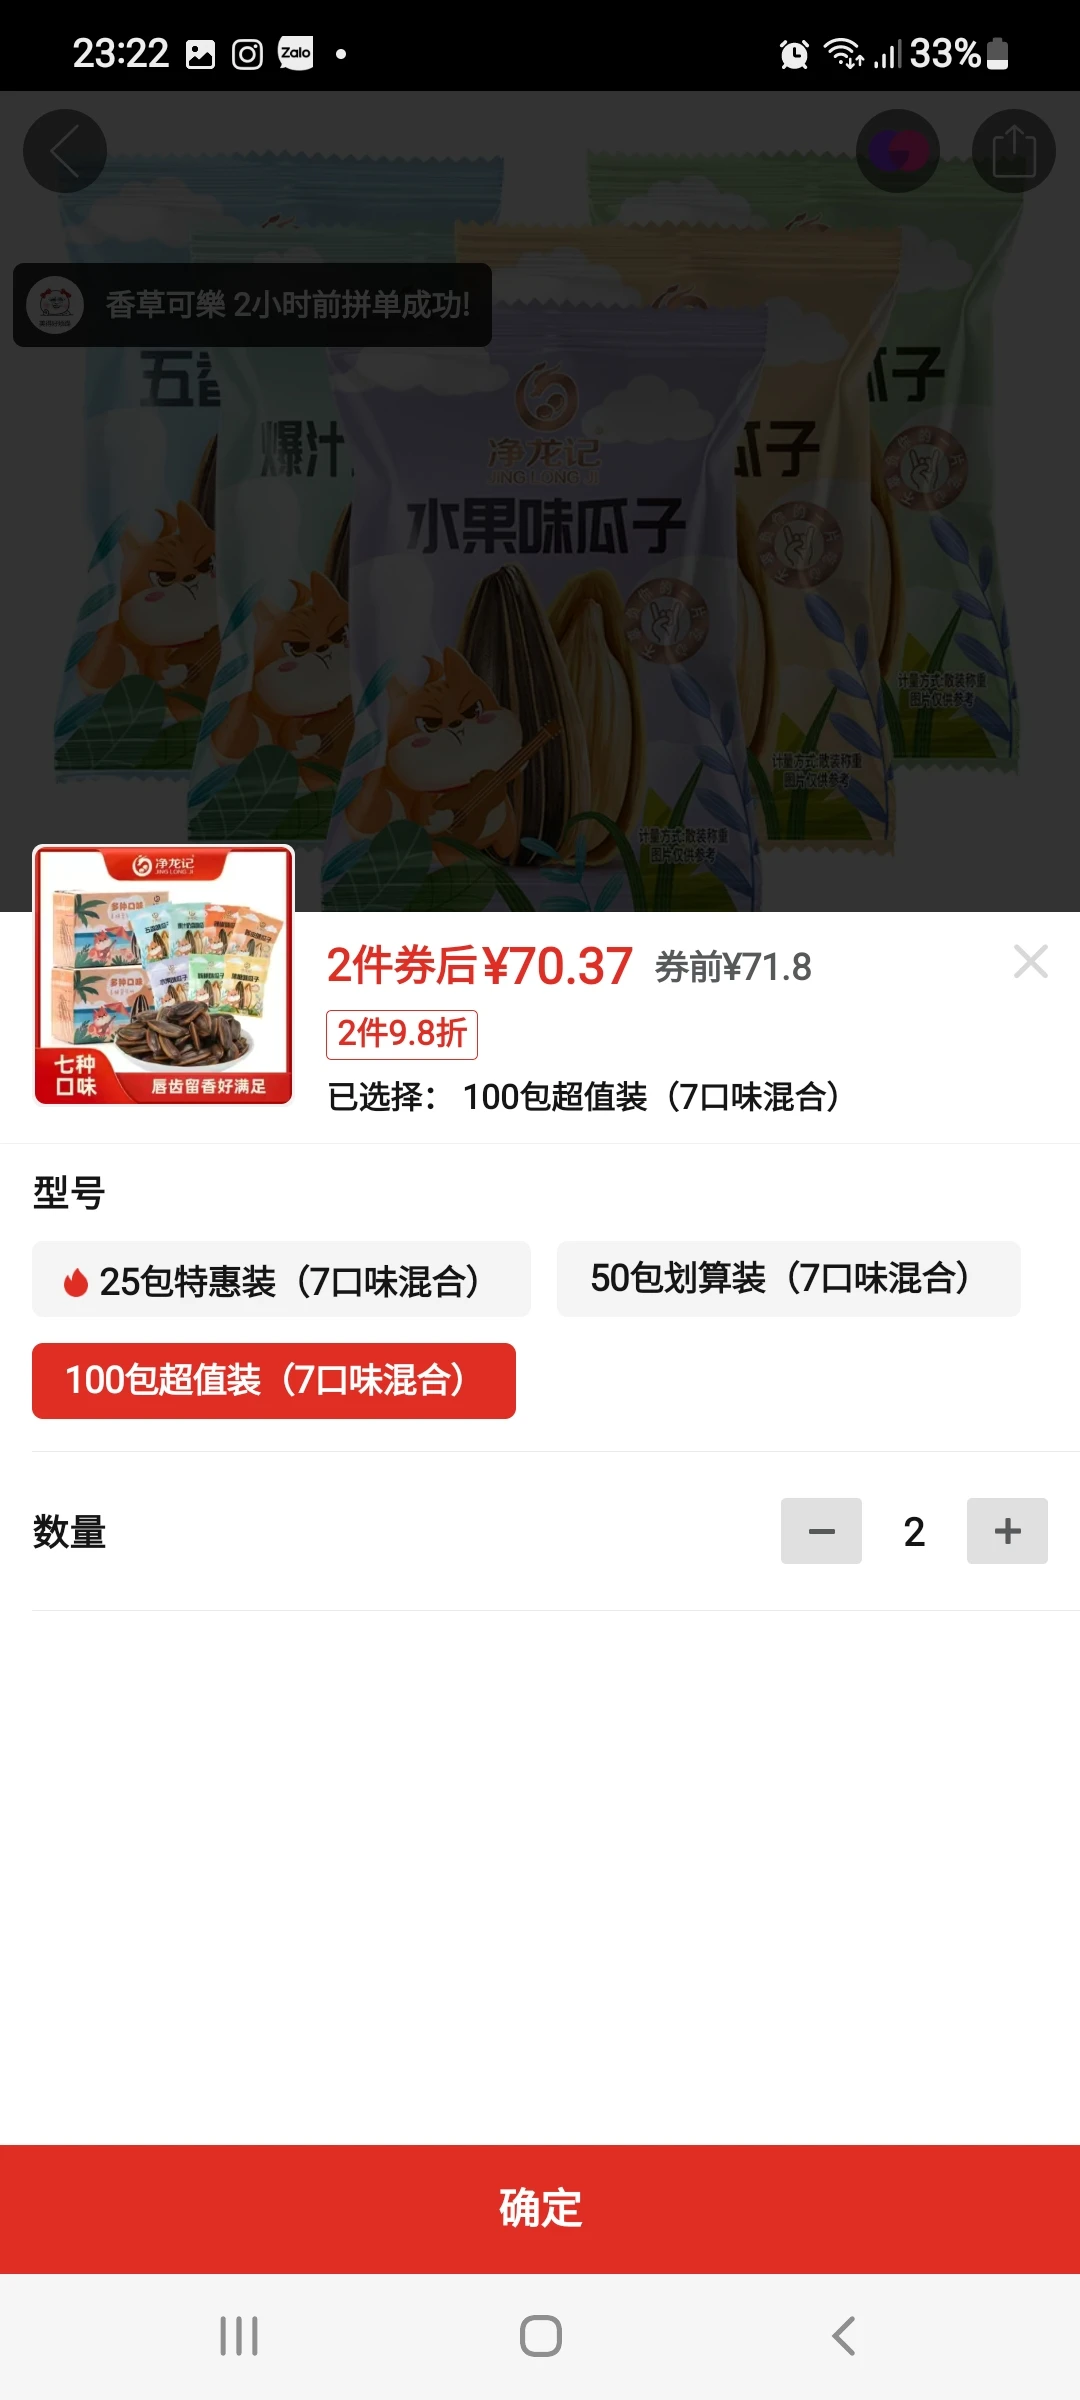 23:22
Zalo
33%
香草可樂 2小时前拼单成功!
五
爆汁
瓜子
瓜子
净龙记
JING LONG JI
水果味瓜子
计量方式:散装称重
图片仅供参考
计量方式:散装称重
图片仅供参考
计量方式:散装称重
图片仅供参考
净龙记
JING LONG JI
多种口味
多种口味
七种
口味
唇齿留香好满足
2件券后¥70.37 券前¥71.8
2件9.8折
已选择： 100包超值装（7口味混合）
型号
25包特惠装（7口味混合）
50包划算装（7口味混合）
100包超值装（7口味混合）
数量
2
确定